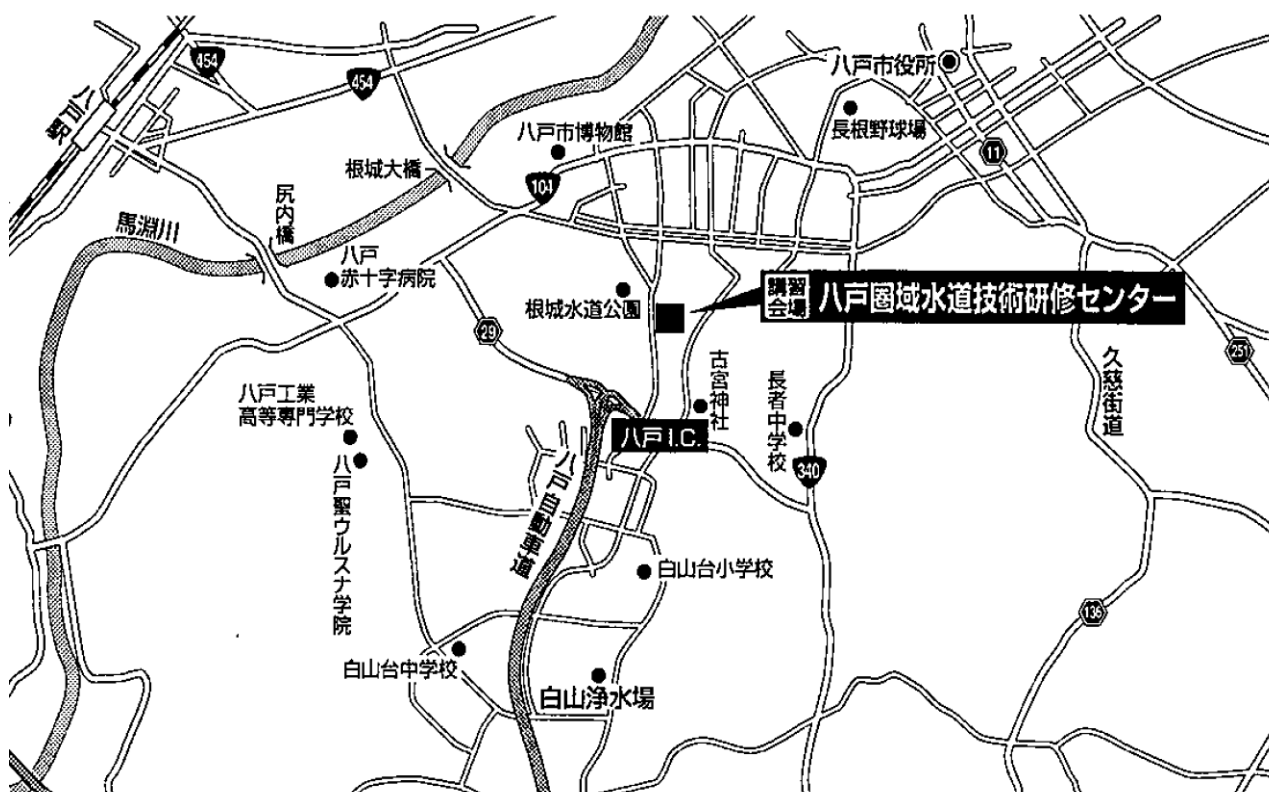 454
454
八戸駅
八戸市役所
長根野球場
八戸市博物館
11
根城大橋
104
尻内橋
馬淵川
八戸
赤十字病院
講習
会場
八戸圏域水道技術研修センター
根城水道公園
29
251
久慈街道
古宮神社
長者中学校
八戸工業
高等専門学校
八戸I.C.
340
八戸聖ウルスナ学院
八戸自動車道
白山台小学校
136
白山台中学校
白山浄水場